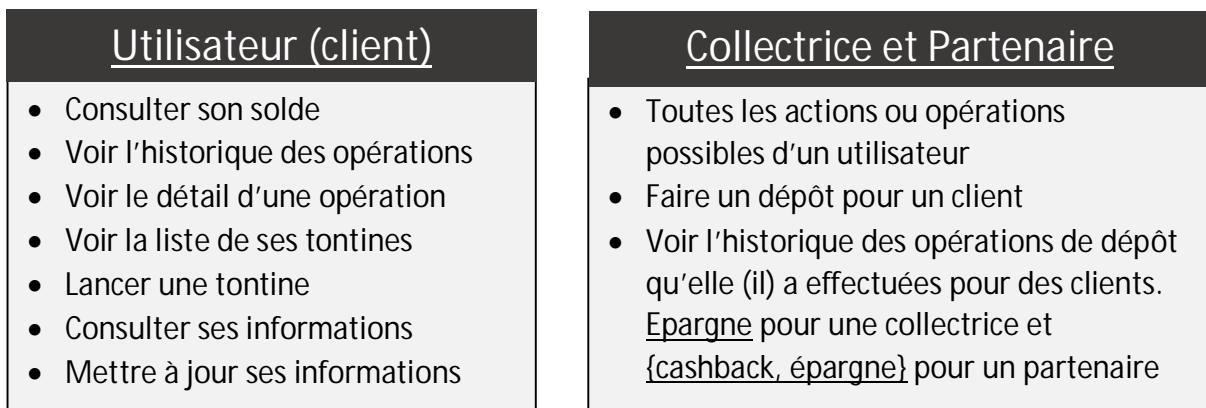 Utilisateur (client)
• Consulter son solde
• Voir l’historique des opérations
• Voir le détail d’une opération
• Voir la liste de ses tontines
• Lancer une tontine
• Consulter ses informations
• Mettre à jour ses informations
Collectrice et Partenaire
• Toutes les actions ou opérations
possibles d’un utilisateur
• Faire un dépôt pour un client
• Voir l’historique des opérations de dépôt
qu’elle (il) a effectuées pour des clients.
Epargne pour une collectrice et
{cashback, épargne} pour un partenaire